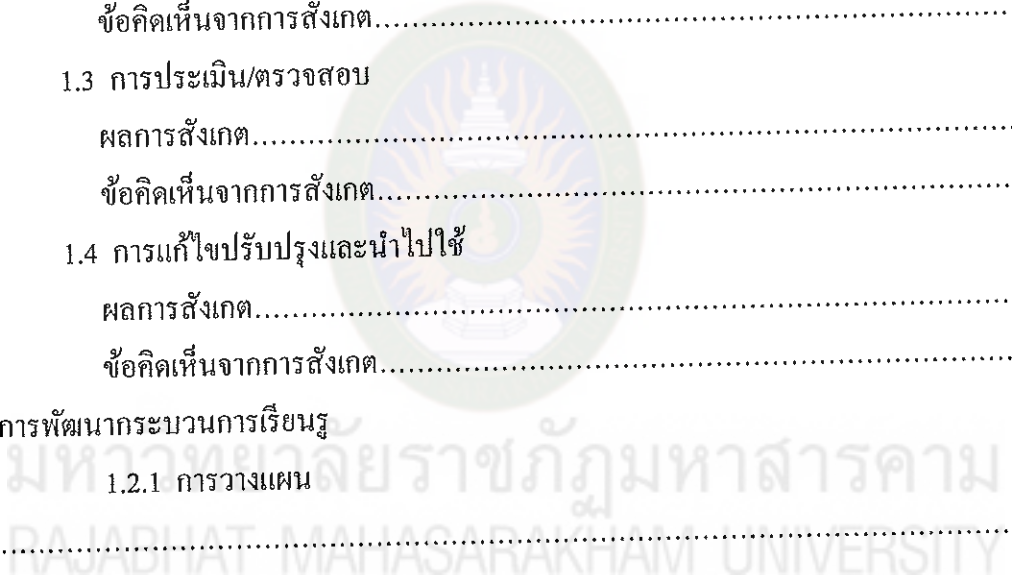 ข้อคิดเห็นจากการสังเกต..............................................................................
1.3 การประเมิน/ตรวจสอบ
ผลการสังเกต..............................................................................
ข้อคิดเห็นจากการสังเกต..............................................................................
1.4 การแก้ไขปรับปรุงและนำไปใช้
ผลการสังเกต..............................................................................
ข้อคิดเห็นจากการสังเกต..............................................................................
การพัฒนากระบวนการเรียนรู้
มหาวิทยาลัยราชภัฏมหาสารคาม
1.2.1 การวางแผน
..............................................................................
RAJABHAT MAHASARAKHAM UNIVERSITY